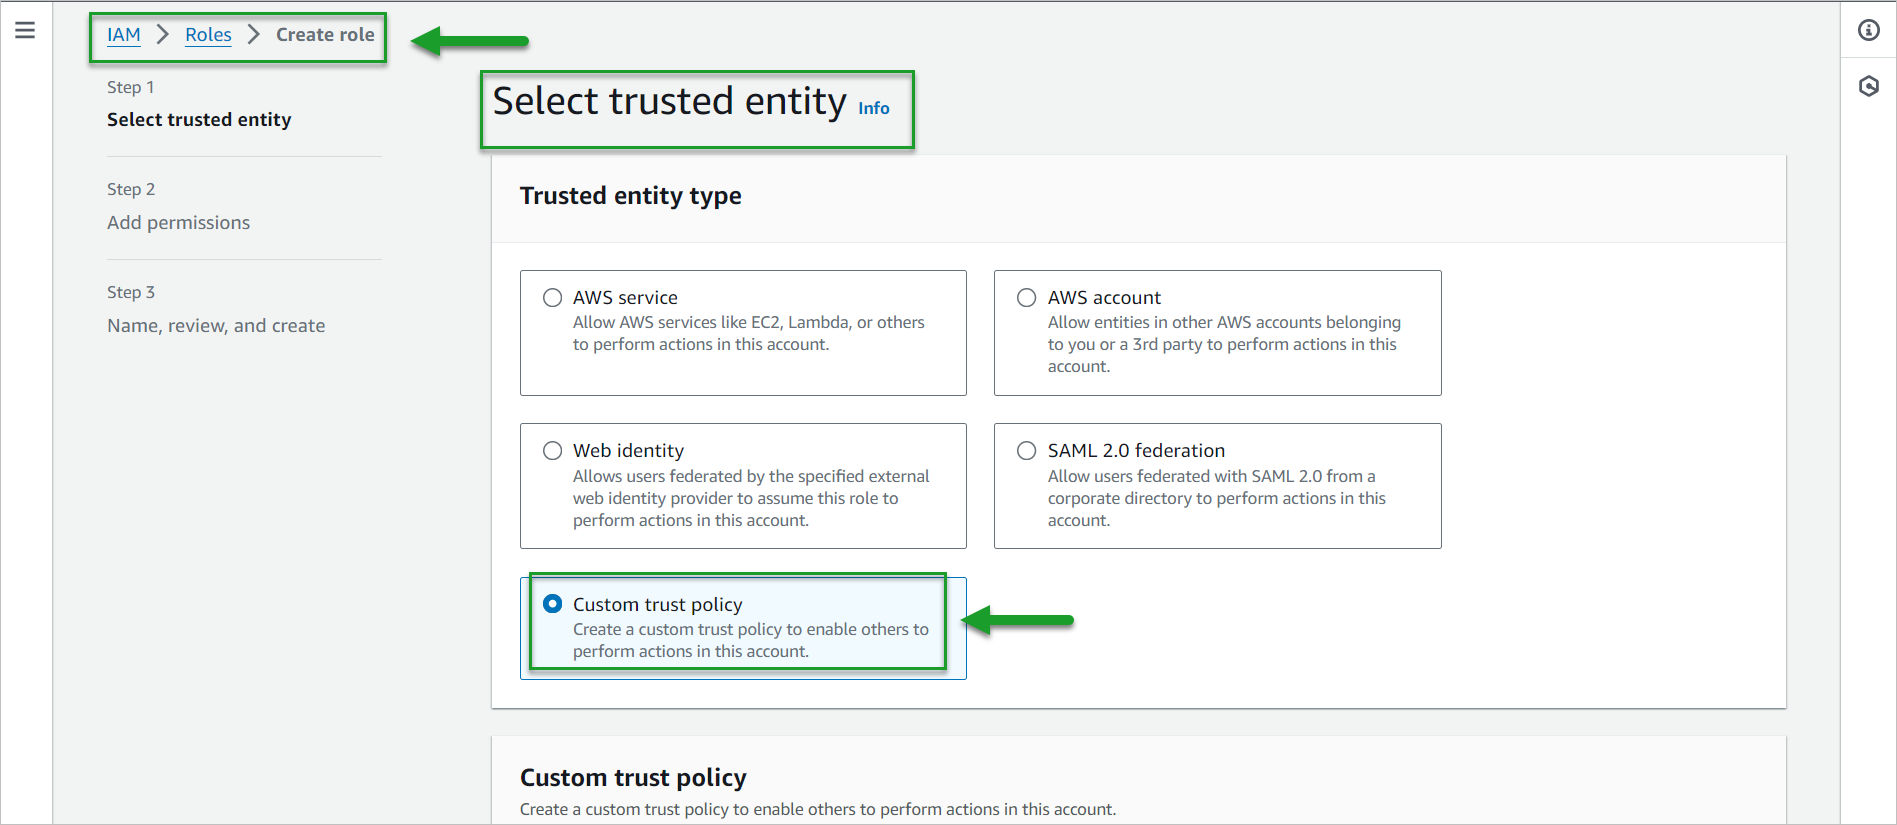 IAM > Roles > Create role
Step 1
Select trusted entity
Step 2
Add permissions
Step 3
Name, review, and create
Select trusted entity Info
Trusted entity type
AWS service
Allow AWS services like EC2, Lambda, or others
to perform actions in this account.
AWS account
Allow entities in other AWS accounts belonging
to you or a 3rd party to perform actions in this
account.
Web identity
Allows users federated by the specified external
web identity provider to assume this role to
perform actions in this account.
SAML 2.0 federation
Allow users federated with SAML 2.0 from a
corporate directory to perform actions in this
account.
Custom trust policy
Create a custom trust policy to enable others to
perform actions in this account.
Custom trust policy
Create a custom trust policy to enable others to perform actions in this account.